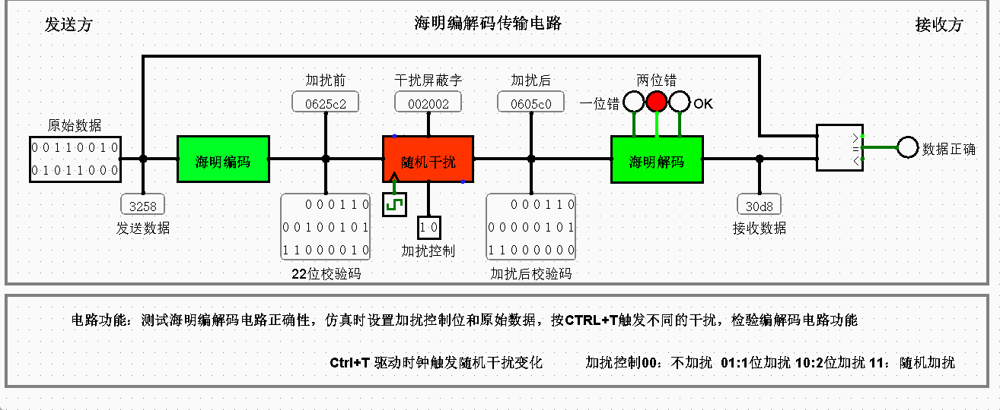 发送方
海明编解码传输电路
接收方
加扰前
干扰屏蔽字
加扰后
两位错
0625c2
002002
0605c0
一位错
OK
原始数据
0 0 1 1 0 0 1 0
0 1 0 1 1 0 0 0
海明编码
随机干扰
海明解码
>
=
<
数据正确
3258
发送数据
0 0 0 1 1 0
0 0 1 0 0 1 0 1
1 1 0 0 0 0 1 0
22位校验码
1 0
加扰控制
0 0 0 1 1 0
0 0 0 0 0 1 0 1
1 1 0 0 0 0 0 0
加扰后校验码
30d8
接收数据
电路功能：测试海明编解码电路正确性，仿真时设置加扰控制位和原始数据，按CTRL+T触发不同的干扰，检验编解码电路功能
Ctrl+T 驱动时钟触发随机干扰变化
加扰控制00：不加扰 01:1位加扰 10:2位加扰 11：随机加扰